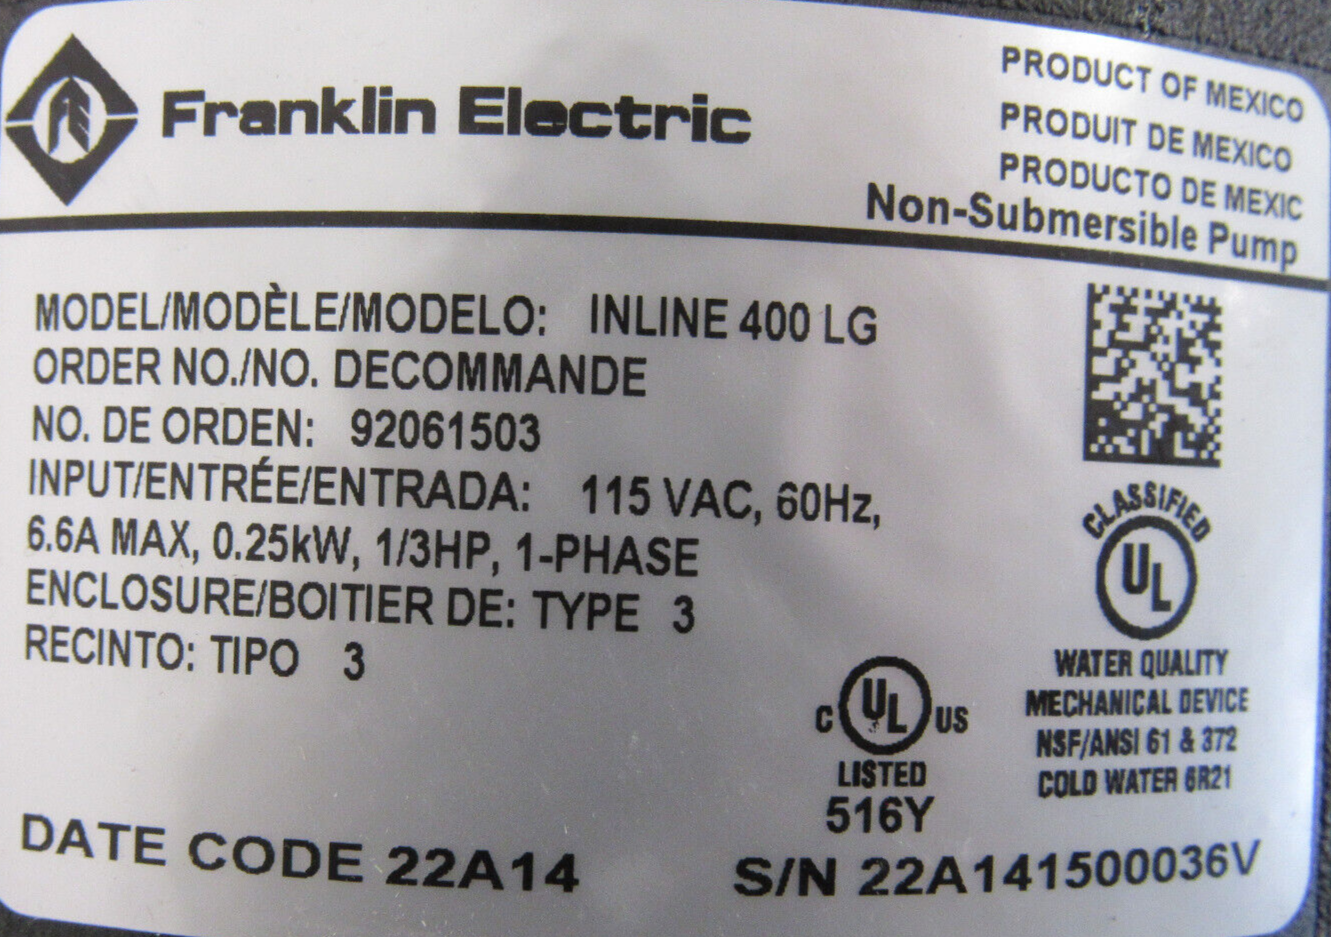 FE
Franklin Electric
PRODUCT OF MEXICO
PRODUIT DE MEXICO
PRODUCTO DE MEXIC
Non-Submersible Pump
MODEL/MODÈLE/MODELO: INLINE 400 LG
ORDER NO./NO. DECOMMANDE
NO. DE ORDEN: 92061503
INPUT/ENTRÉE/ENTRADA: 115 VAC, 60Hz,
6.6A MAX, 0.25kW, 1/3HP, 1-PHASE
ENCLOSURE/BOITIER DE: TYPE 3
RECINTO: TIPO 3
CLASSIFIED
UL
WATER QUALITY
MECHANICAL DEVICE
NSF/ANSI 61 & 372
COLD WATER 6R21
C UL US
LISTED
516Y
DATE CODE 22A14
S/N 22A141500036V